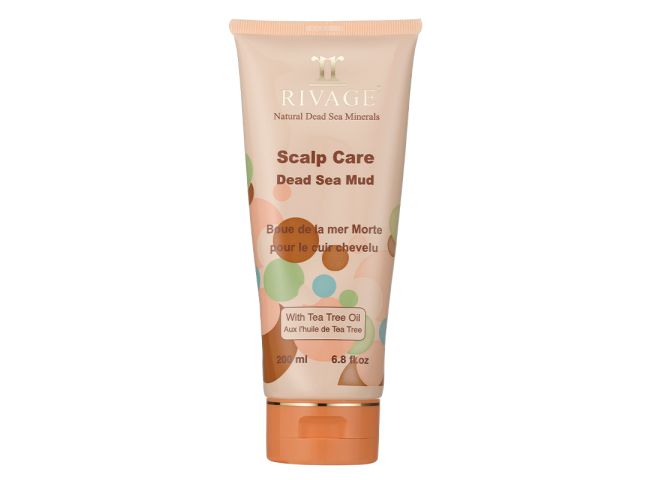 RIVAGE
Natural Dead Sea Minerals
Scalp Care
Dead Sea Mud
Boue de la mer Morte
pour le cuir chevelu
With Tea Tree Oil
Aux l'huile de Tea Tree
200 ml 6.8 fl.oz